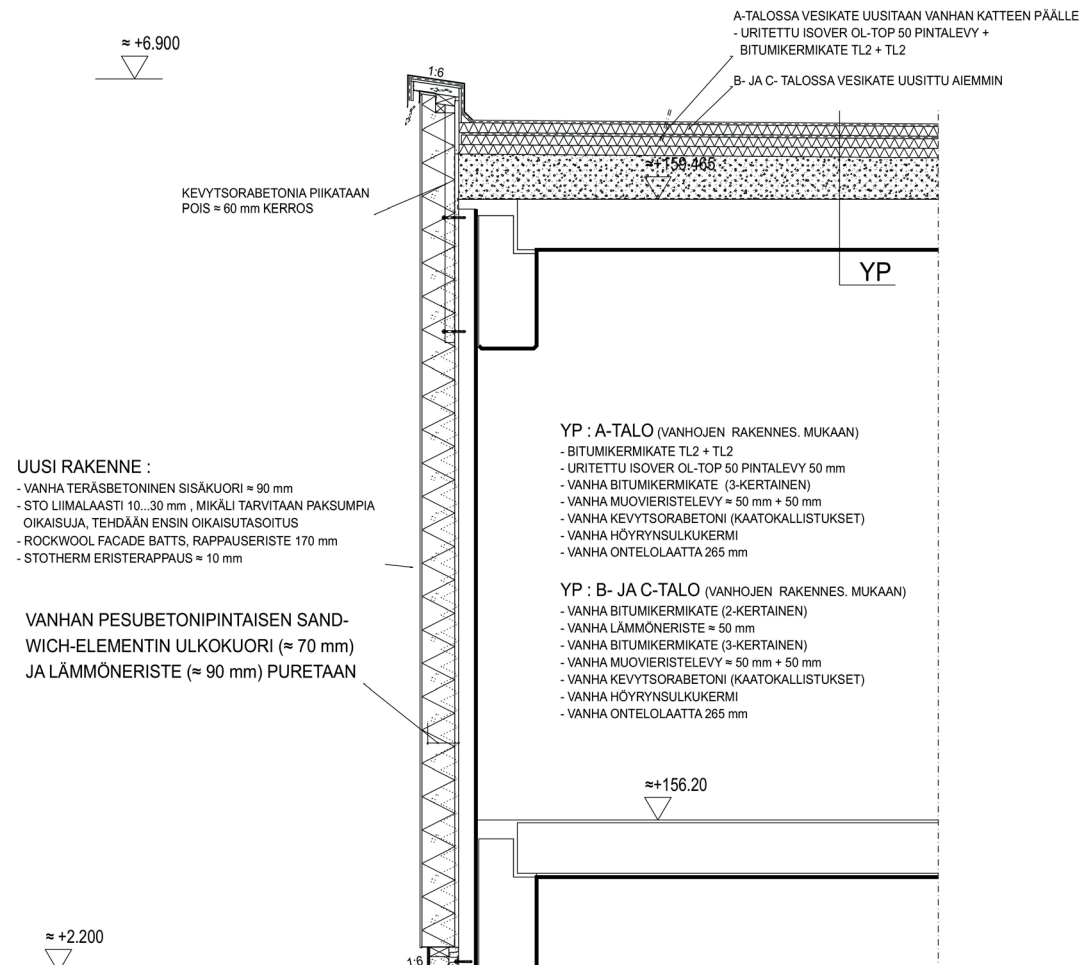 A-TALOSSA VESIKATE UUSITAAN VANHAN KATTEEN PÄÄLLE
- URITETTU ISOVER OL-TOP 50 PINTALEVY +
BITUMIKERMIKATE TL2 + TL2
B- JA C- TALOSSA VESIKATE UUSITTU AIEMMIN
≈ +6.900
1:6
≈+159.465
KEVYTSORABETONIA PIIKATAAN
POIS ≈ 60 mm KERROS
YP
YP : A-TALO (VANHOJEN RAKENNES. MUKAAN)
- BITUMIKERMIKATE TL2 + TL2
- URITETTU ISOVER OL-TOP 50 PINTALEVY 50 mm
- VANHA BITUMIKERMIKATE (3-KERTAINEN)
- VANHA MUOVIERISTELEVY ≈ 50 mm + 50 mm
- VANHA KEVYTSORABETONI (KAATOKALLISTUKSET)
- VANHA HÖYRYNSULKUKERMI
- VANHA ONTELOLAATTA 265 mm
UUSI RAKENNE :
- VANHA TERÄSBETONINEN SISÄKUORI ≈ 90 mm
- STO LIIMALAASTI 10...30 mm , MIKÄLI TARVITAAN PAKSUMPIA
OIKAISUJA, TEHDÄÄN ENSIN OIKAISUTASOITUS
- ROCKWOOL FACADE BATTS, RAPPAUSERISTE 170 mm
- STOTHERM ERISTERAPPAUS ≈ 10 mm
YP : B- JA C-TALO (VANHOJEN RAKENNES. MUKAAN)
- VANHA BITUMIKERMIKATE (2-KERTAINEN)
- VANHA LÄMMÖNERISTE ≈ 50 mm
- VANHA BITUMIKERMIKATE (3-KERTAINEN)
- VANHA MUOVIERISTELEVY ≈ 50 mm + 50 mm
- VANHA KEVYTSORABETONI (KAATOKALLISTUKSET)
- VANHA HÖYRYNSULKUKERMI
- VANHA ONTELOLAATTA 265 mm
VANHAN PESUBETONIPINTAISEN SAND-
WICH-ELEMENTIN ULKOKUORI (≈ 70 mm)
JA LÄMMÖNERISTE (≈ 90 mm) PURETAAN
≈+156.20
≈ +2.200
1:6